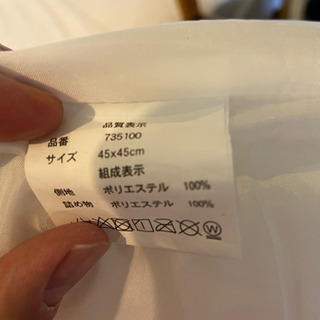 品質表示
品番 735100
サイズ 45x45cm
組成表示
側地 ポリエステル 100%
詰め物 ポリエステル 100%
W